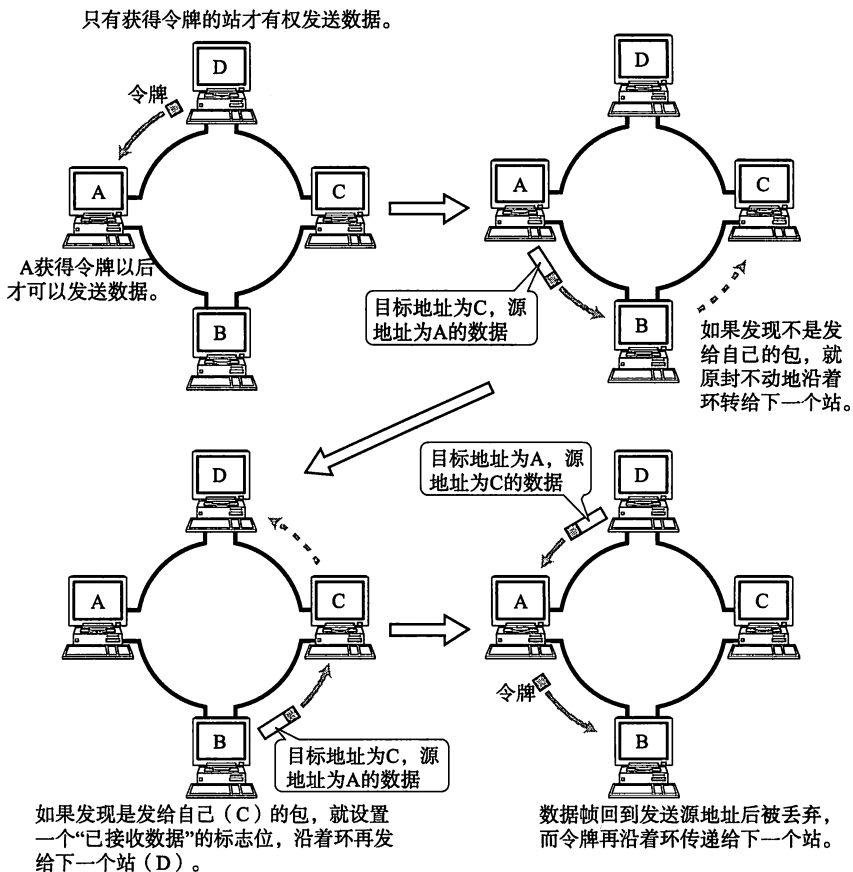 只有获得令牌的站才有权发送数据。
D
令牌
A
C
A获得令牌以后
才可以发送数据。
B
D
A
C
目标地址为C，源
地址为A的数据
B
如果发现不是发
给自己的包，就
原封不动地沿着
环转给下一个站。
D
A
C
B
目标地址为C，源
地址为A的数据
如果发现是发给自己（C）的包，就设置
一个“已接收数据”的标志位，沿着环再发
给下一个站（D）。
目标地址为A，源
地址为C的数据
D
A
C
令牌
B
数据帧回到发送源地址后被丢弃，
而令牌再沿着环传递给下一个站。